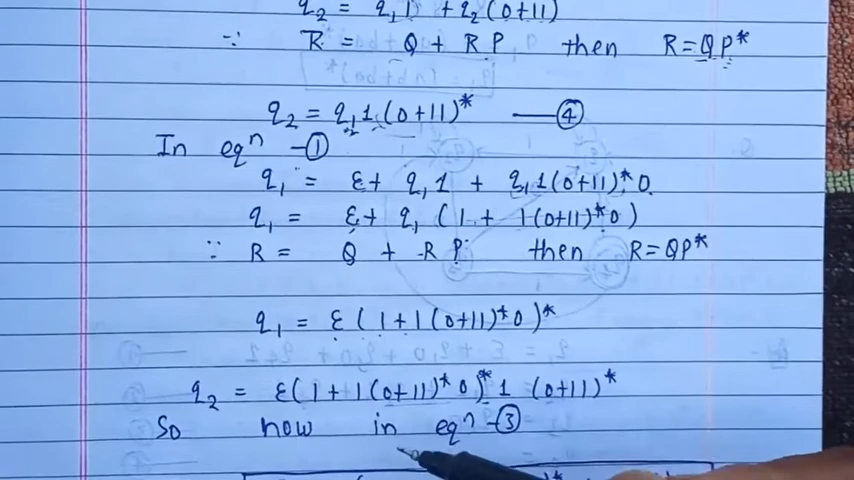 q2 = q1 1 + q2 (0+11)
∵ R = Q + R P then R = QP*
q2 = q1 1 (0+11)* —④
In eqn -①
q1 = ε + q1 1 + q1 1 (0+11)* 0
q1 = ε + q1 (1 + 1(0+11)* 0)
∵ R = Q + R P then R = QP*
q1 = ε (1 + 1 (0+11)* 0)*
q2 = ε(1 + 1(0+11)* 0)* 1 (0+11)*
So now in eqn -③